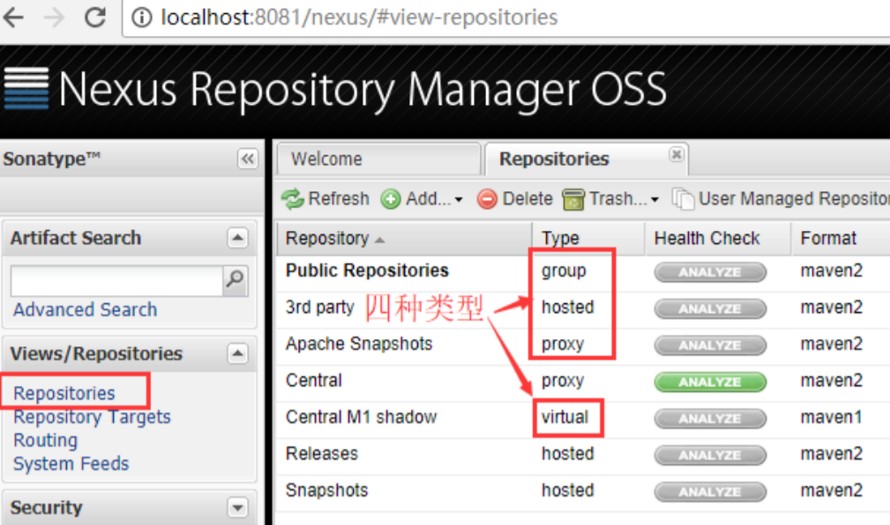 localhost:8081/nexus/#view-repositories
Nexus Repository Manager OSS
Sonatype™
Welcome
Repositories
Refresh Add... Delete Trash... User Managed Repositor
Artifact Search
Advanced Search
Views/Repositories
Repositories
Repository Targets
Routing
System Feeds
Security
Repository Type Health Check Format
Public Repositories group ANALYZE maven2
3rd party hosted ANALYZE maven2
四种类型
Apache Snapshots proxy ANALYZE maven2
Central proxy ANALYZE maven2
Central M1 shadow virtual ANALYZE maven1
Releases hosted ANALYZE maven2
Snapshots hosted ANALYZE maven2